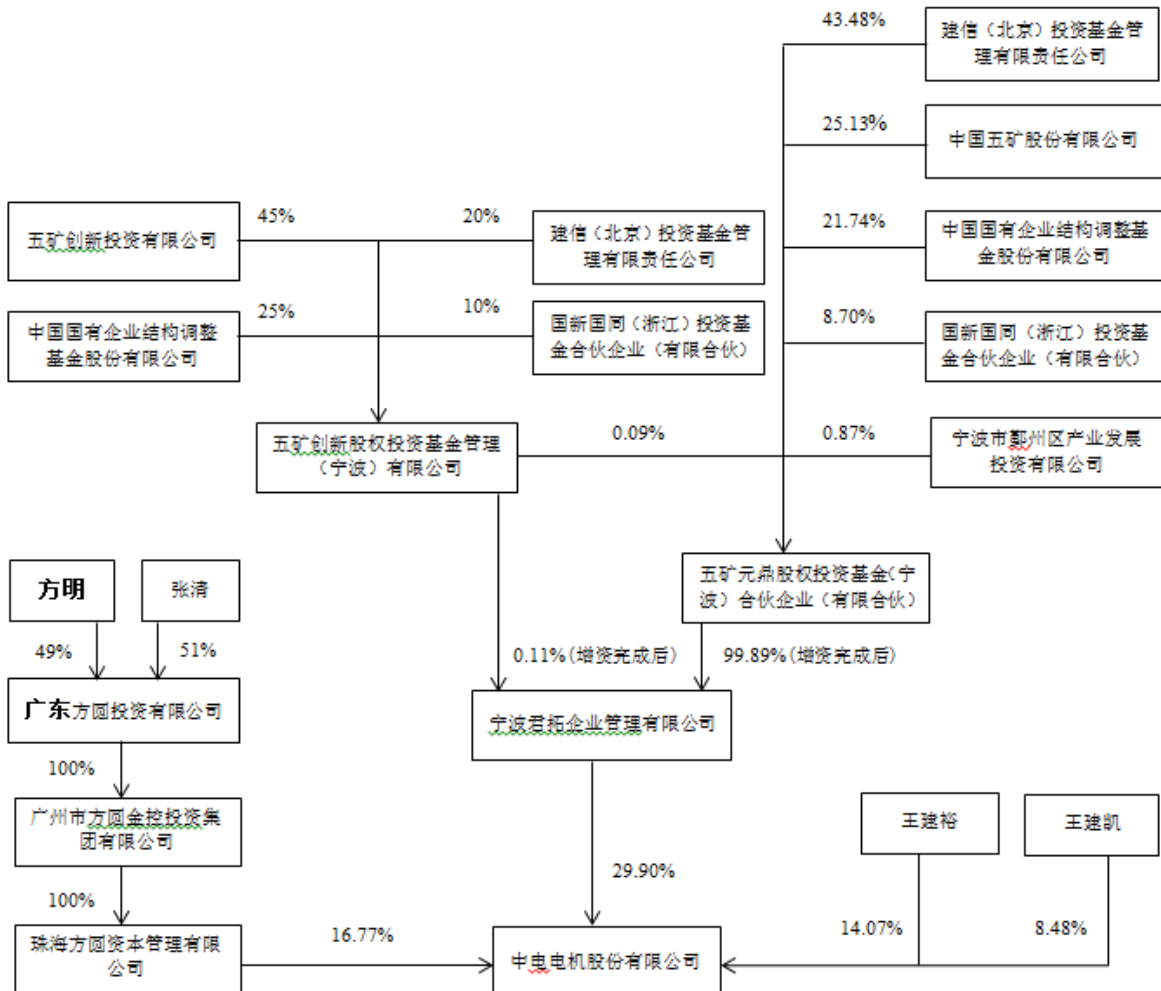 43.48%
建信（北京）投资基金管
理有限责任公司
25.13%
中国五矿股份有限公司
45%
20%
21.74%
五矿创新投资有限公司
建信（北京）投资基金管
理有限责任公司
中国国有企业结构调整
基金股份有限公司
25%
10%
8.70%
中国国有企业结构调整
基金股份有限公司
国新国同（浙江）投资基
金合伙企业（有限合伙）
国新国同（浙江）投资基
金合伙企业（有限合伙）
五矿创新股权投资基金管理
（宁波）有限公司
0.09%
0.87%
宁波市鄞州区产业发展
投资有限公司
方明
张清
五矿元鼎股权投资基金(宁
波）合伙企业（有限合伙）
49%
51%
0.11%(增资完成后)
99.89%(增资完成后)
广东方圆投资有限公司
宁波君拓企业管理有限公司
100%
广州市方圆金控投资集
团有限公司
王建裕
王建凯
29.90%
100%
16.77%
14.07%
8.48%
珠海方圆资本管理有限
公司
中电电机股份有限公司